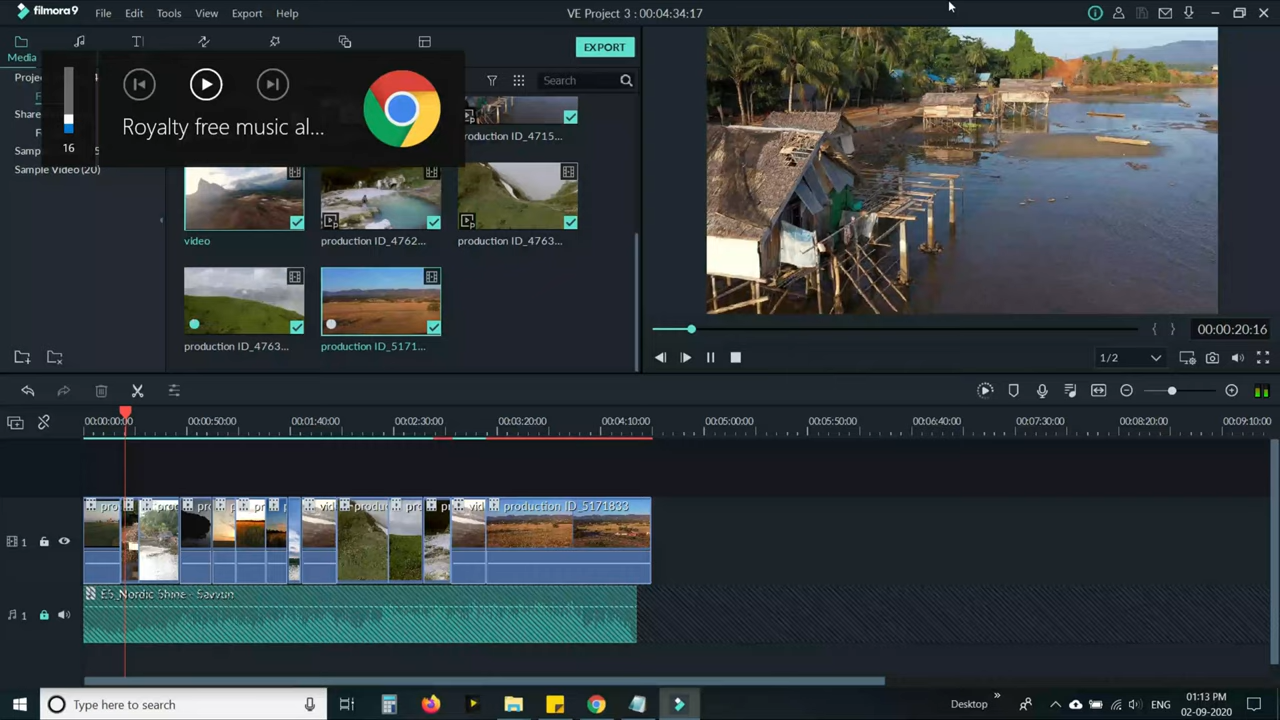 filmora9 File Edit Tools View Export Help VE Project 3 : 00:04:34:17
Media EXPORT
Search
Royalty free music al...
16
Sample Video (20)
production ID_4715...
video production ID_4762... production ID_4763...
production ID_4763... production ID_5171...
00:00:20:16
1/2
00:00:00:00 00:00:50:00 00:01:40:00 00:02:30:00 00:03:20:00 00:04:10:00 00:05:00:00 00:05:50:00 00:06:40:00 00:07:30:00 00:08:20:00 00:09:10:00
production ID_5171833
1
ES_Nordic Shine - Savvun
1
Type here to search Desktop ENG 01:13 PM
02-09-2020